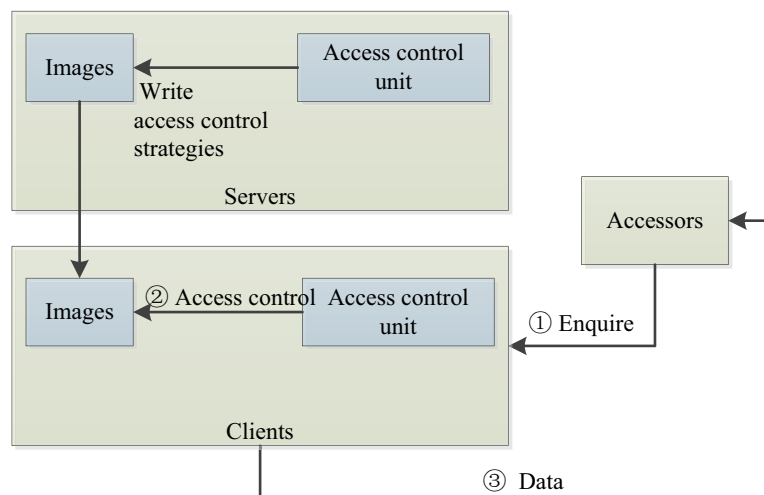 Images
Access control
unit
Write
access control
strategies
Servers
Accessors
Images
② Access control
Access control
unit
① Enquire
Clients
③ Data